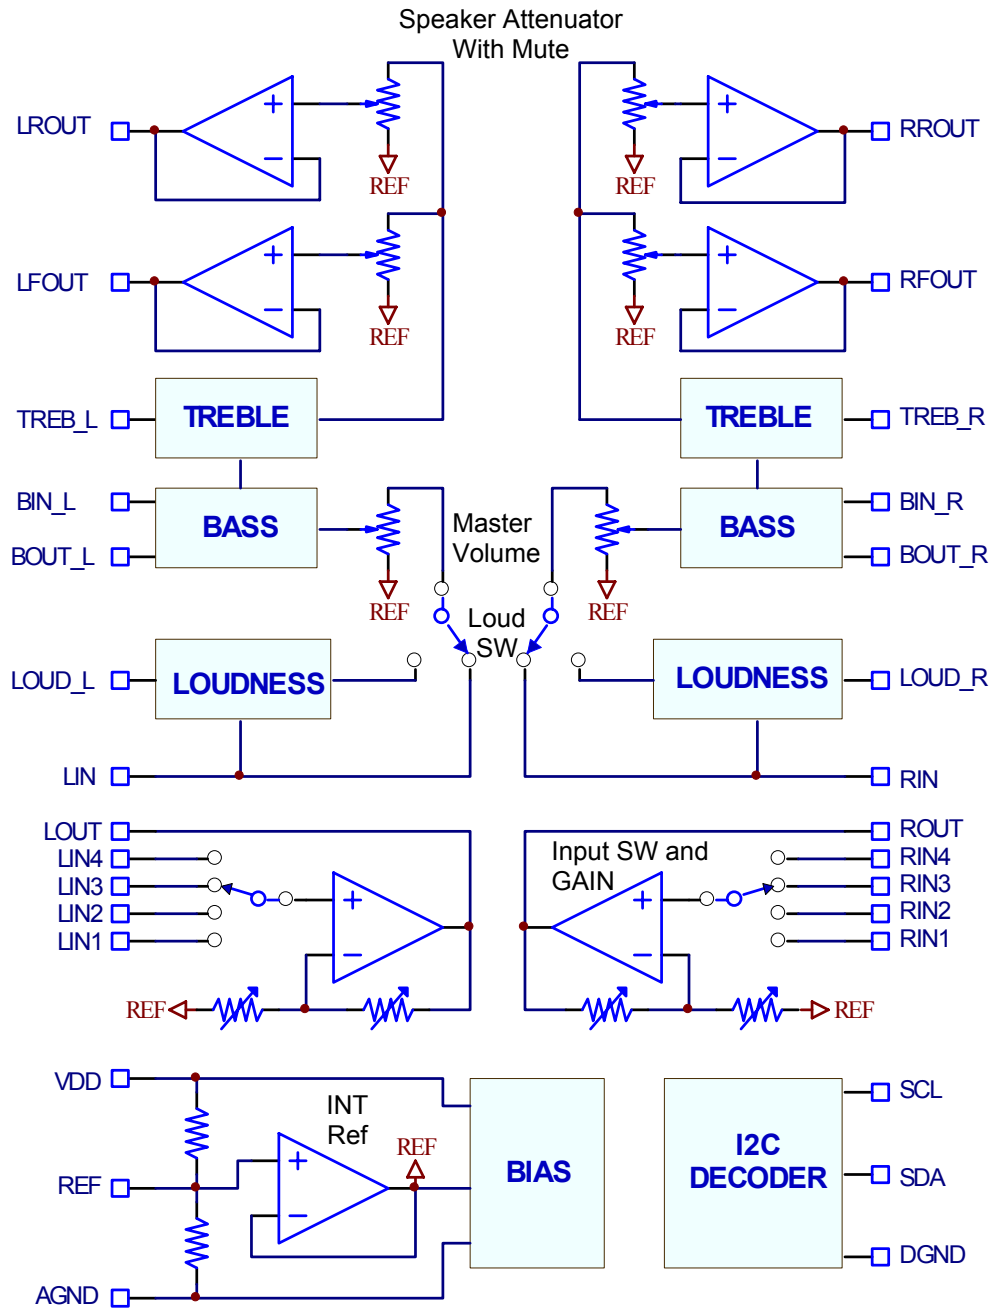 Speaker Attenuator
With Mute
LROUT
RROUT
REF
REF
LFOUT
RFOUT
REF
REF
TREB_L
TREBLE
TREBLE
TREB_R
BIN_L
BIN_R
BASS
Master
Volume
BASS
BOUT_L
BOUT_R
REF
REF
Loud
SW
LOUD_L
LOUDNESS
LOUDNESS
LOUD_R
LIN
RIN
LOUT
ROUT
LIN4
Input SW and
GAIN
RIN4
LIN3
RIN3
LIN2
RIN2
LIN1
RIN1
REF
REF
VDD
SCL
INT
Ref
REF
BIAS
I2C
DECODER
REF
SDA
DGND
AGND